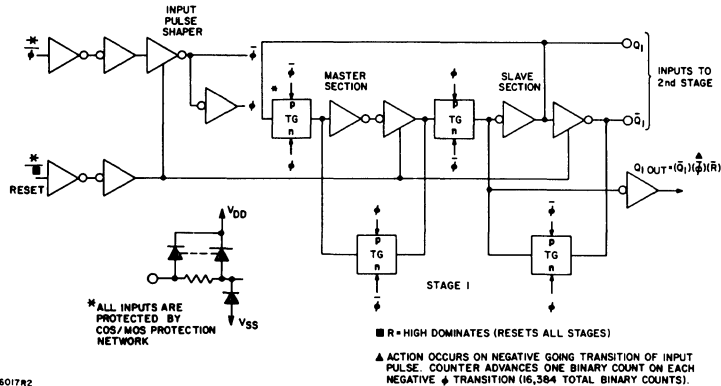 INPUT
PULSE
SHAPER
*
φ̅
φ̅
φ
*
■
RESET
φ̅
*
p
TG
n
φ
MASTER
SECTION
φ
p
TG
n
φ̅
SLAVE
SECTION
Q1
INPUTS TO
2nd STAGE
Q̅1
Q1 OUT = (Q̅1)(φ̅▲)(R̅)
φ
p
TG
n
φ̅
φ̅
p
TG
n
φ
STAGE I
VDD
VSS
*ALL INPUTS ARE
PROTECTED BY
COS/MOS PROTECTION
NETWORK
■ R = HIGH DOMINATES (RESETS ALL STAGES)
▲ ACTION OCCURS ON NEGATIVE GOING TRANSITION OF INPUT
PULSE. COUNTER ADVANCES ONE BINARY COUNT ON EACH
NEGATIVE φ TRANSITION (16,384 TOTAL BINARY COUNTS).
6017R2